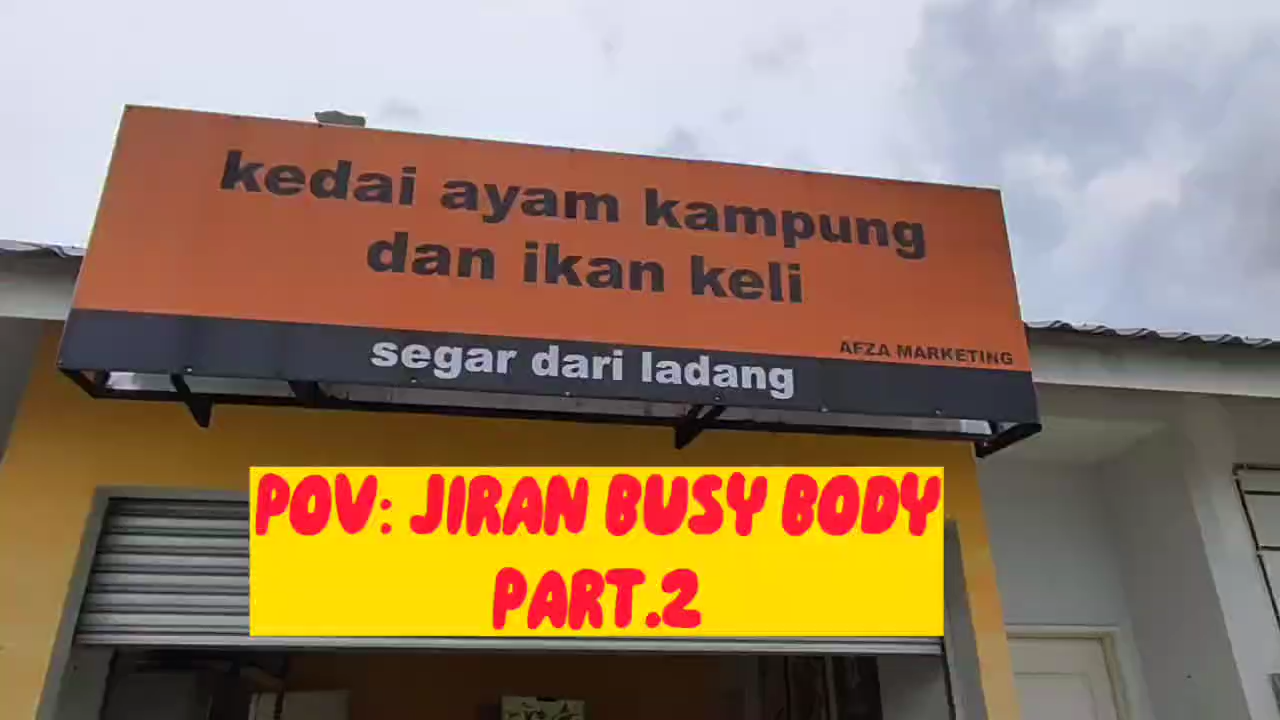 kedai ayam kampung
dan ikan keli
segar dari ladang
AFZA MARKETING
POV: JIRAN BUSY BODY
PART.2